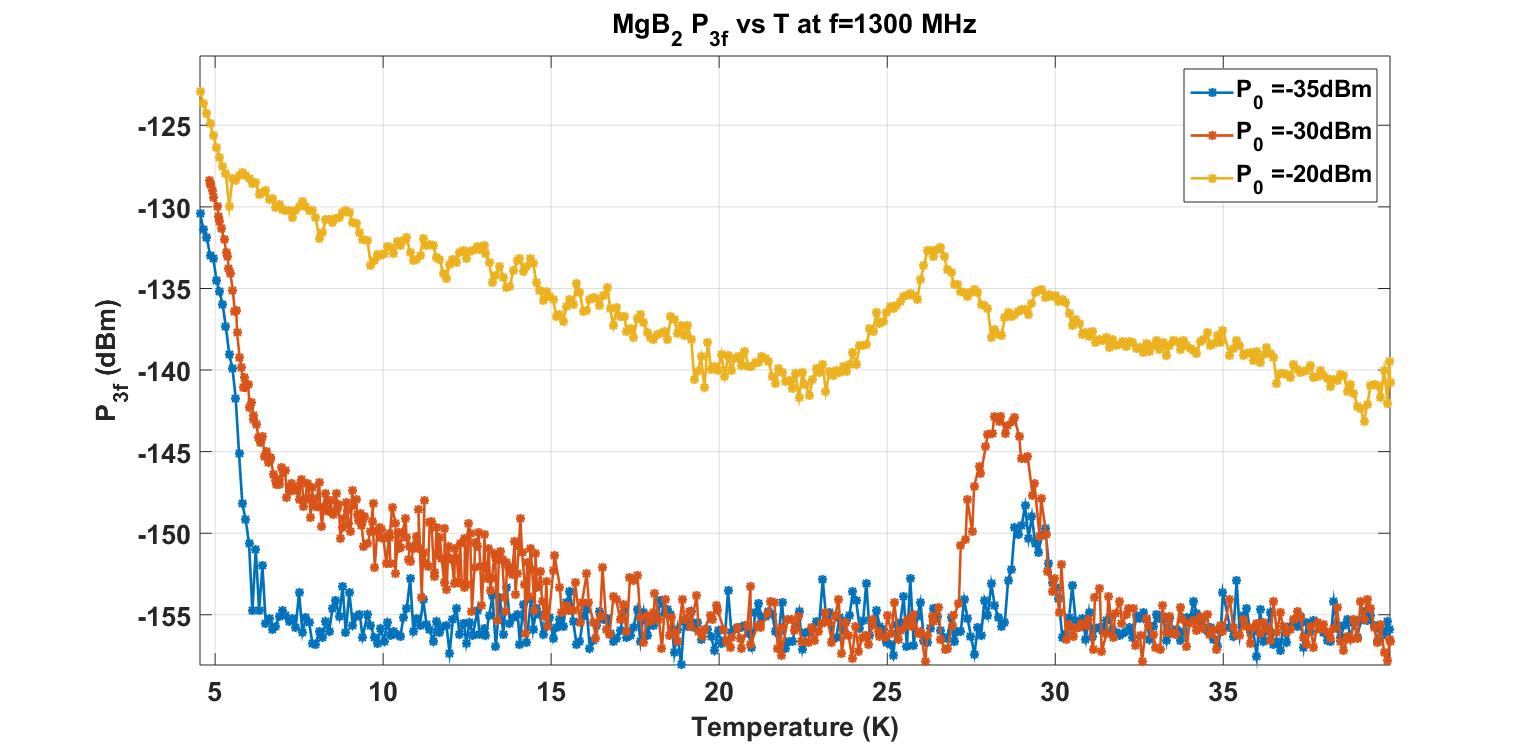 MgB2 P3f vs T at f=1300 MHz
P0 =-35dBm
P0 =-30dBm
P0 =-20dBm
P3f (dBm)
-125
-130
-135
-140
-145
-150
-155
5 10 15 20 25 30 35
Temperature (K)